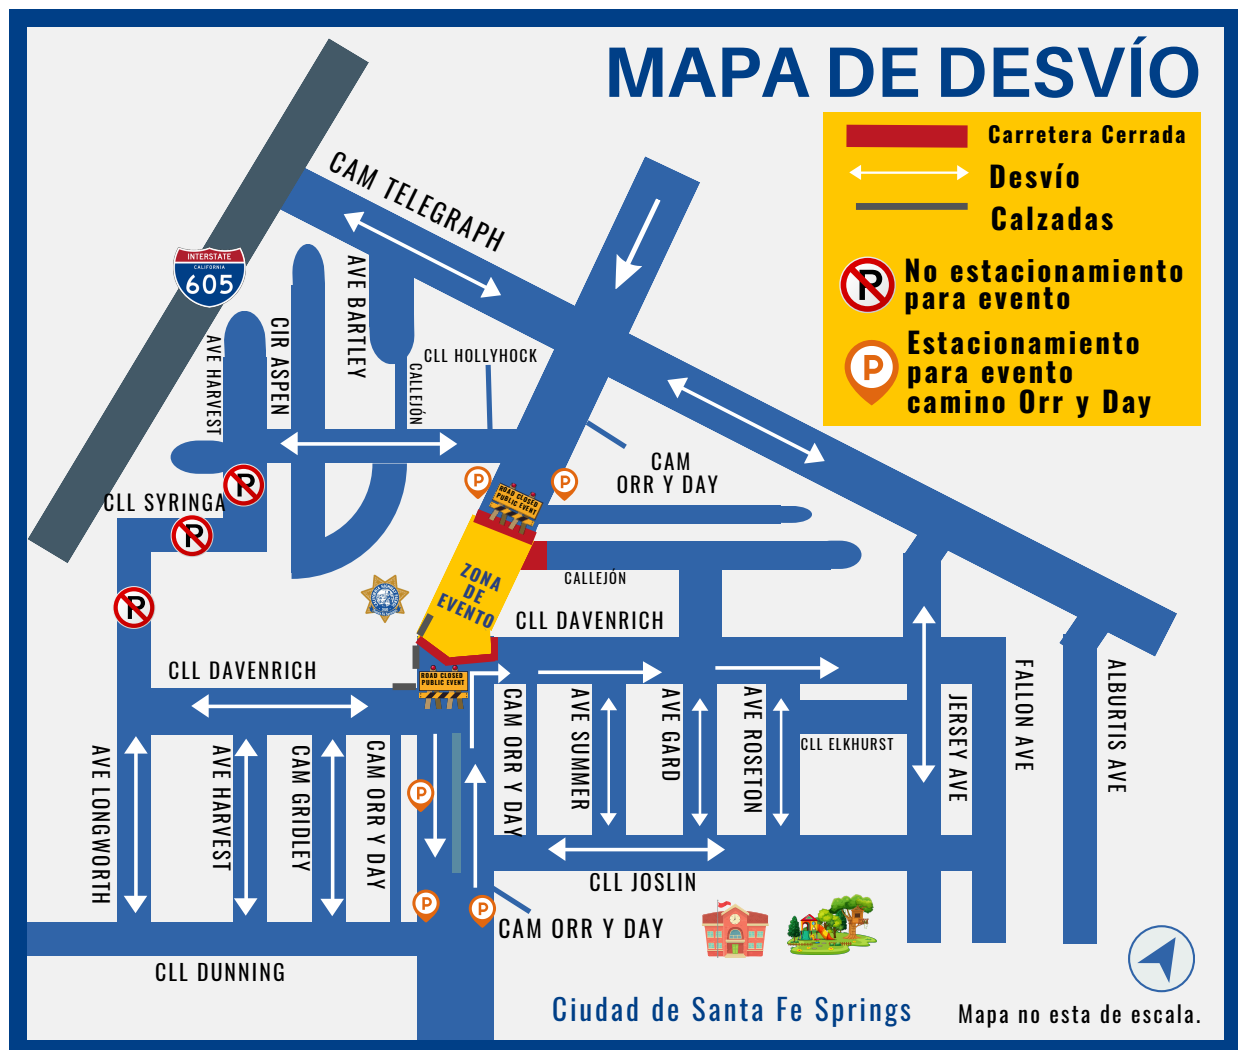 MAPA DE DESVÍO
Carretera Cerrada
Desvío
Calzadas
P
No estacionamiento
para evento
P
Estacionamiento
para evento
camino Orr y Day
CAM TELEGRAPH
INTERSTATE
CALIFORNIA
605
AVE HARVEST
CIR ASPEN
AVE BARTLEY
CALLEJÓN
CLL HOLLYHOCK
CAM
ORR Y DAY
CLL SYRINGA
P
P
P
P
P
ROAD CLOSED
PUBLIC EVENT
ZONA
DE
EVENTO
CALLEJÓN
CLL DAVENRICH
CLL DAVENRICH
ROAD CLOSED
PUBLIC EVENT
AVE LONGWORTH
AVE HARVEST
CAM GRIDLEY
CAM ORR Y DAY
P
P
P
CAM ORR Y DAY
AVE SUMMER
AVE GARD
AVE ROSETON
CLL ELKHURST
JERSEY AVE
FALLON AVE
ALBURTIS AVE
CLL JOSLIN
CAM ORR Y DAY
CLL DUNNING
Ciudad de Santa Fe Springs
Mapa no esta de escala.